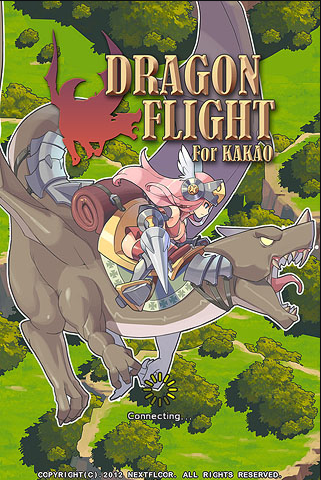 DRAGON
FLIGHT
For KAKAO
Connecting...
COPYRIGHT(C).2012 NEXTFLOOR. ALL RIGHTS RESERVED.